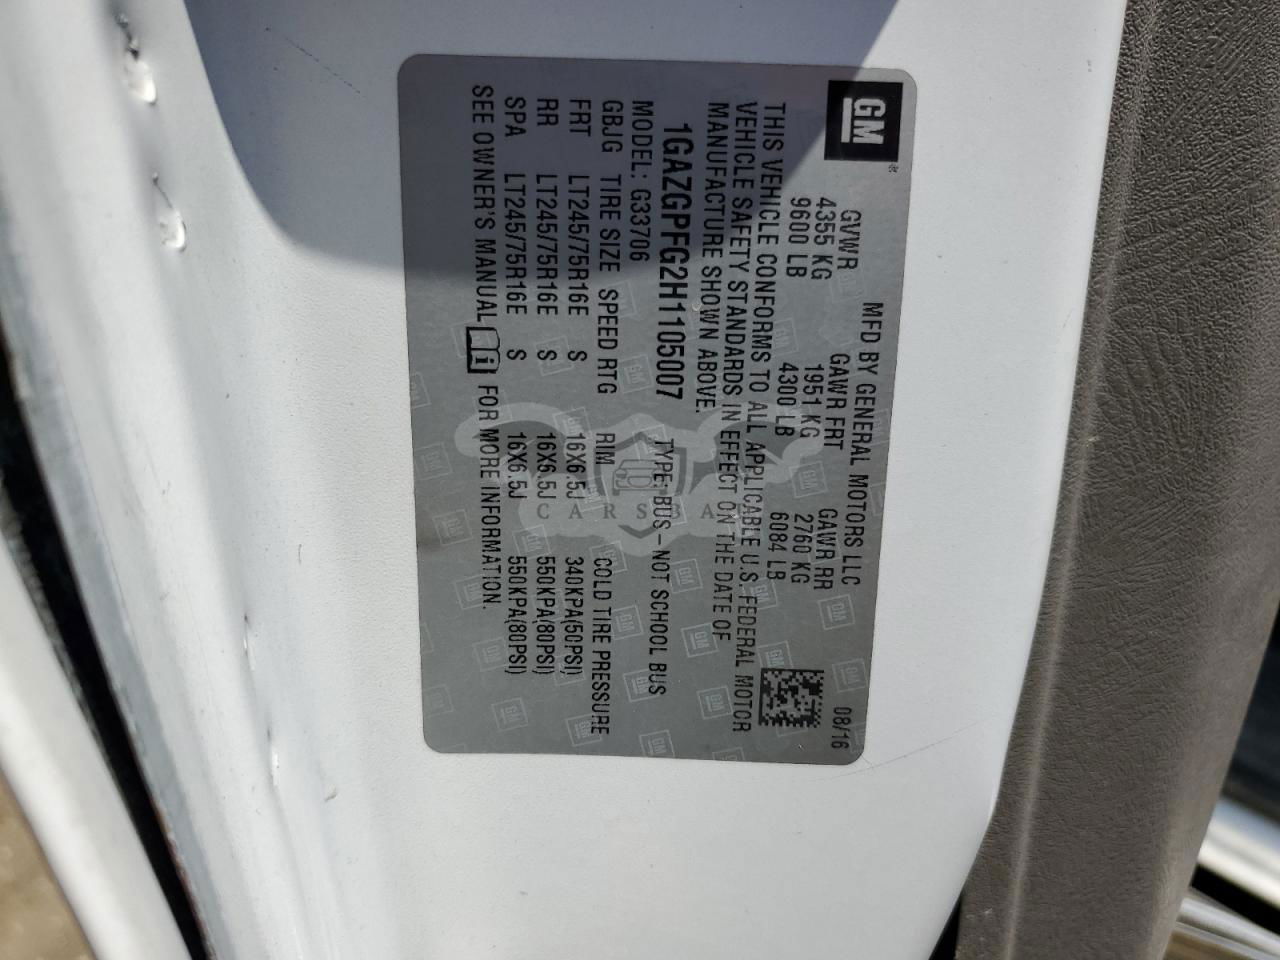 GM
MFD BY GENERAL MOTORS LLC 08/16
GVWR GAWR FRT GAWR RR
4355 KG 1951 KG 2760 KG
9600 LB 4300 LB 6084 LB
THIS VEHICLE CONFORMS TO ALL APPLICABLE U.S. FEDERAL MOTOR
VEHICLE SAFETY STANDARDS IN EFFECT ON THE DATE OF
MANUFACTURE SHOWN ABOVE.
1GAZGPFG2H1105007 TYPE: BUS – NOT SCHOOL BUS
MODEL: G33706
GBJG TIRE SIZE SPEED RTG RIM COLD TIRE PRESSURE
FRT LT245/75R16E S 16X6.5J 340KPA(50PSI)
RR LT245/75R16E S 16X6.5J 550KPA(80PSI)
SPA LT245/75R16E S 16X6.5J 550KPA(80PSI)
SEE OWNER'S MANUAL i FOR MORE INFORMATION.